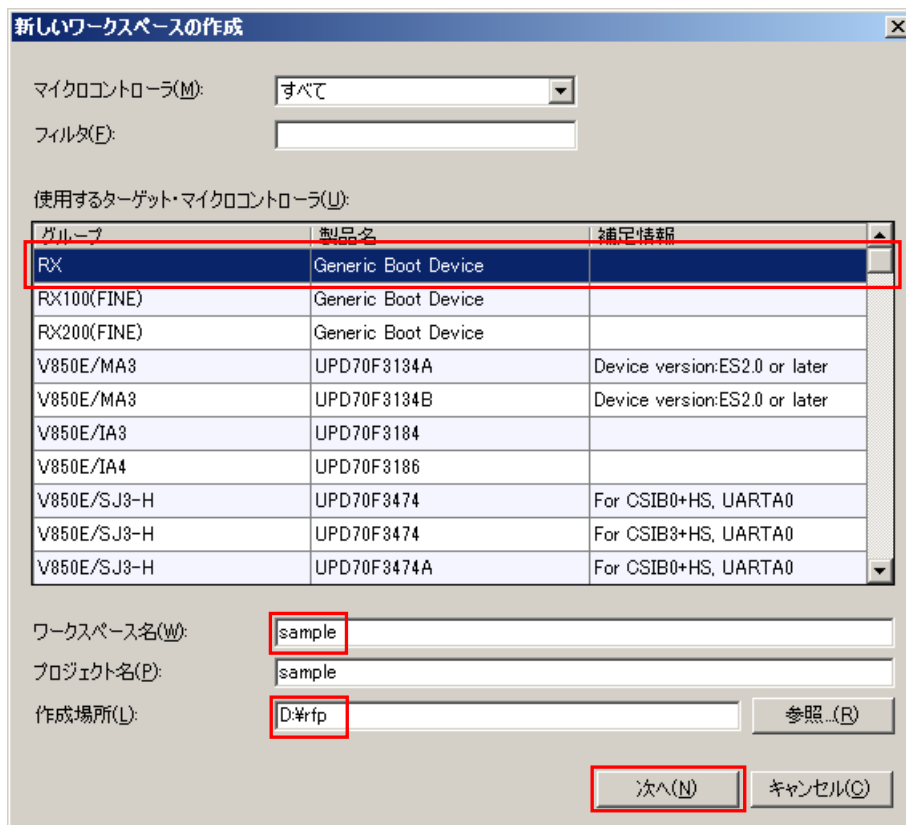 新しいワークスペースの作成
マイクロコントローラ(M): すべて
フィルタ(F):
使用するターゲット・マイクロコントローラ(U):
グループ 製品名 補足情報
RX Generic Boot Device
RX100(FINE) Generic Boot Device
RX200(FINE) Generic Boot Device
V850E/MA3 UPD70F3134A Device version:ES2.0 or later
V850E/MA3 UPD70F3134B Device version:ES2.0 or later
V850E/IA3 UPD70F3184
V850E/IA4 UPD70F3186
V850E/SJ3-H UPD70F3474 For CSIB0+HS, UARTA0
V850E/SJ3-H UPD70F3474 For CSIB3+HS, UARTA0
V850E/SJ3-H UPD70F3474A For CSIB0+HS, UARTA0
ワークスペース名(W): sample
プロジェクト名(P): sample
作成場所(L): D:¥rfp 参照...(R)
次へ(N) キャンセル(C)